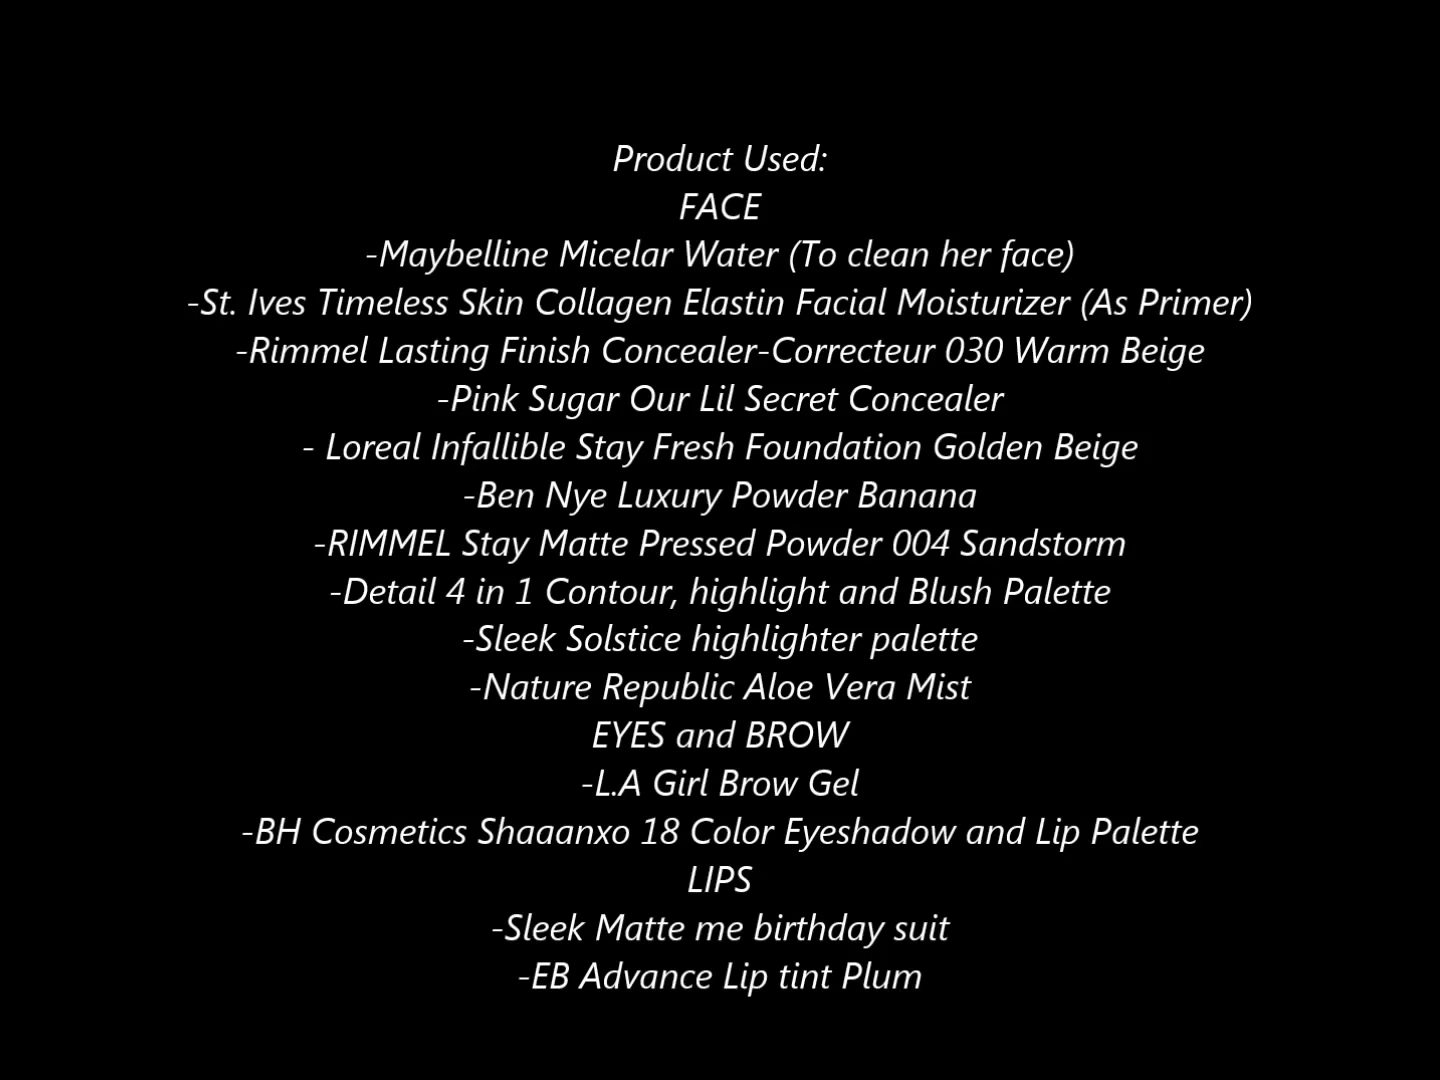 Product Used:
FACE
-Maybelline Micelar Water (To clean her face)
-St. Ives Timeless Skin Collagen Elastin Facial Moisturizer (As Primer)
-Rimmel Lasting Finish Concealer-Correcteur 030 Warm Beige
-Pink Sugar Our Lil Secret Concealer
- Loreal Infallible Stay Fresh Foundation Golden Beige
-Ben Nye Luxury Powder Banana
-RIMMEL Stay Matte Pressed Powder 004 Sandstorm
-Detail 4 in 1 Contour, highlight and Blush Palette
-Sleek Solstice highlighter palette
-Nature Republic Aloe Vera Mist
EYES and BROW
-L.A Girl Brow Gel
-BH Cosmetics Shaaanxo 18 Color Eyeshadow and Lip Palette
LIPS
-Sleek Matte me birthday suit
-EB Advance Lip tint Plum